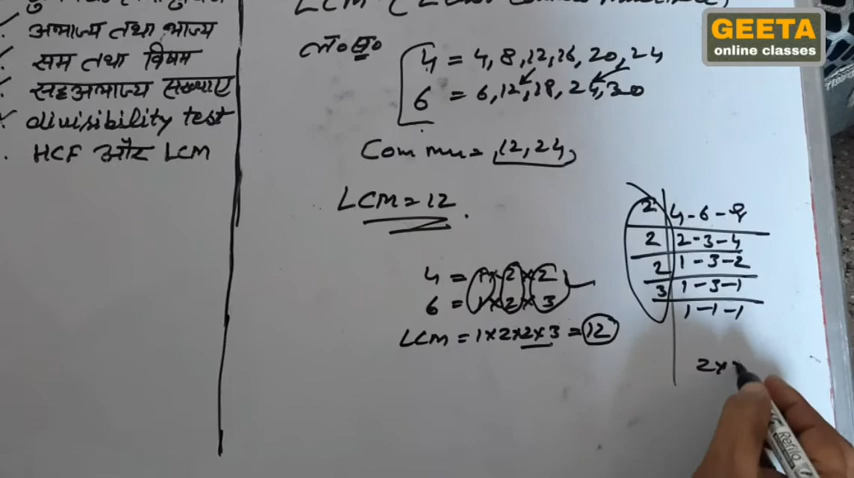 अभाज्य तथा भाज्य
सम तथा विषम
सहअभाज्य संख्याए
divisibility test
HCF और LCM
LCM (
ल०स०
4 = 4, 8, 12, 16, 20, 24
6 = 6, 12, 18, 24, 30
Common = 12, 24,
LCM = 12.
4 = 1 × 2 × 2
6 = 1 × 2 × 3
LCM = 1×2×2×3 = 12
2 4-6-8
2 2-3-4
2 1-3-2
3 1-3-1
1-1-1
2×
GEETA
online classes